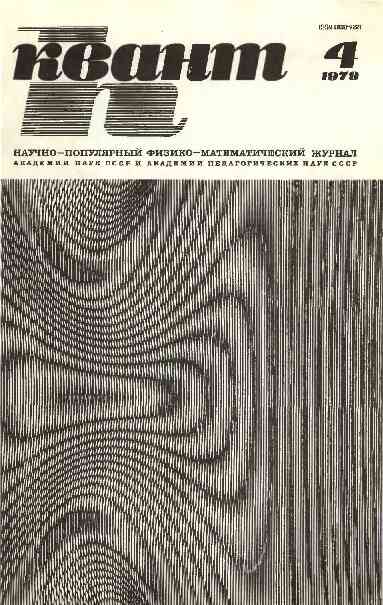 квант
4
1979
НАУЧНО-ПОПУЛЯРНЫЙ ФИЗИКО-МАТЕМАТИЧЕСКИЙ ЖУРНАЛ
АКАДЕМИИ НАУК СССР И АКАДЕМИИ ПЕДАГОГИЧЕСКИХ НАУК СССР